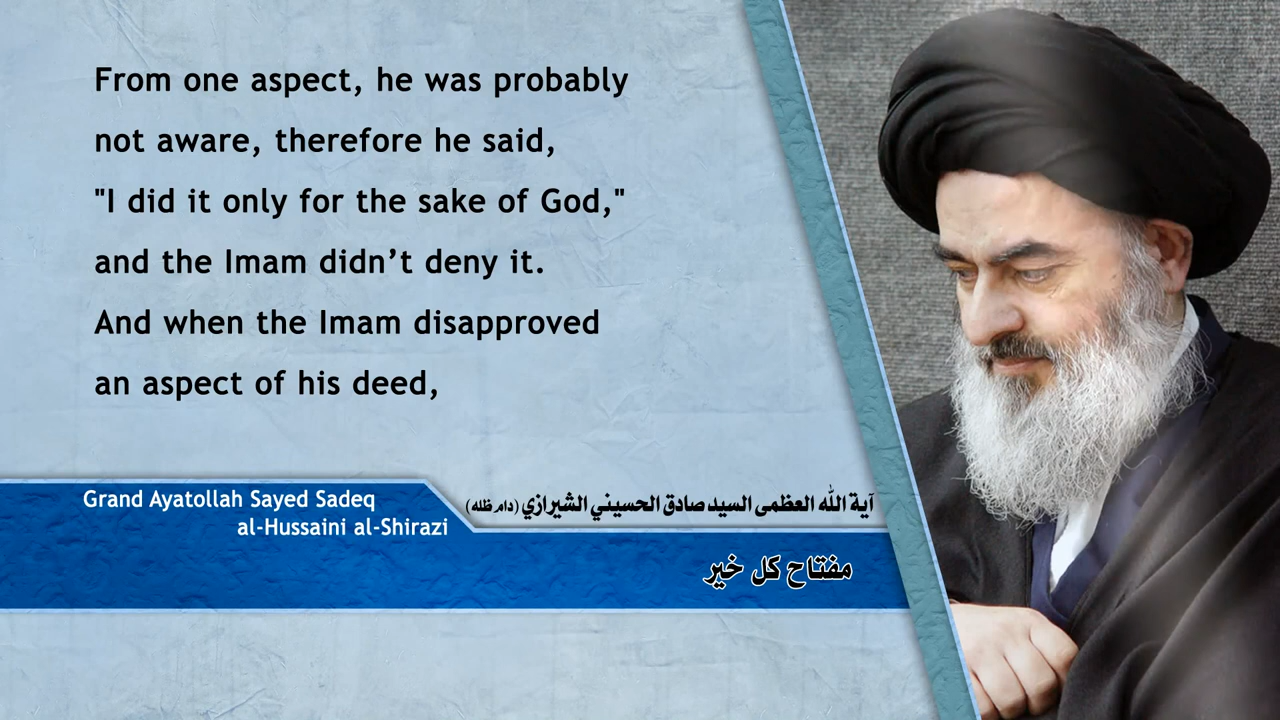 From one aspect, he was probably
not aware, therefore he said,
"I did it only for the sake of God,"
and the Imam didn’t deny it.
And when the Imam disapproved
an aspect of his deed,
Grand Ayatollah Sayed Sadeq
al-Hussaini al-Shirazi
آية الله العظمى السيد صادق الحسيني الشيرازي (دام ظله)
مفتاح كل خير